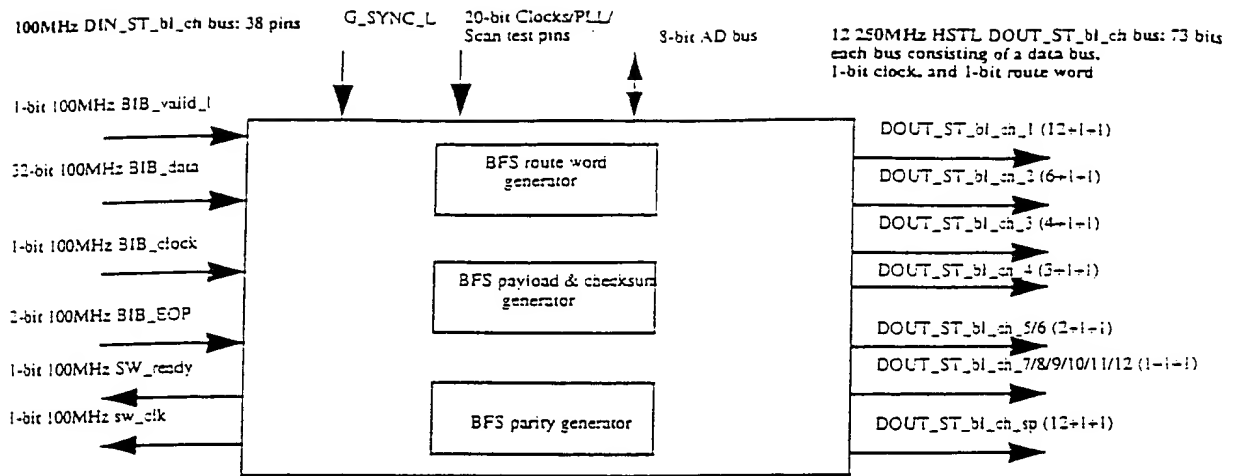 100MHz DIN_ST_bl_ch bus: 38 pins
G_SYNC_L
20-bit Clocks/PLL/
Scan test pins
8-bit AD bus
12 250MHz HSTL DOUT_ST_bl_ch bus: 73 bits
each bus consisting of a data bus,
1-bit clock, and 1-bit route word
1-bit 100MHz BIB_valid_l
32-bit 100MHz BIB_data
1-bit 100MHz BIB_clock
2-bit 100MHz BIB_EOP
1-bit 100MHz SW_ready
1-bit 100MHz sw_clk
BFS route word
generator
BFS payload & checksum
generator
BFS parity generator
DOUT_ST_bl_ch_1 (12+1+1)
DOUT_ST_bl_ch_2 (6+1+1)
DOUT_ST_bl_ch_3 (4+1+1)
DOUT_ST_bl_ch_4 (3+1+1)
DOUT_ST_bl_ch_5/6 (2+1+1)
DOUT_ST_bl_ch_7/8/9/10/11/12 (1+1+1)
DOUT_ST_bl_ch_sp (12+1+1)